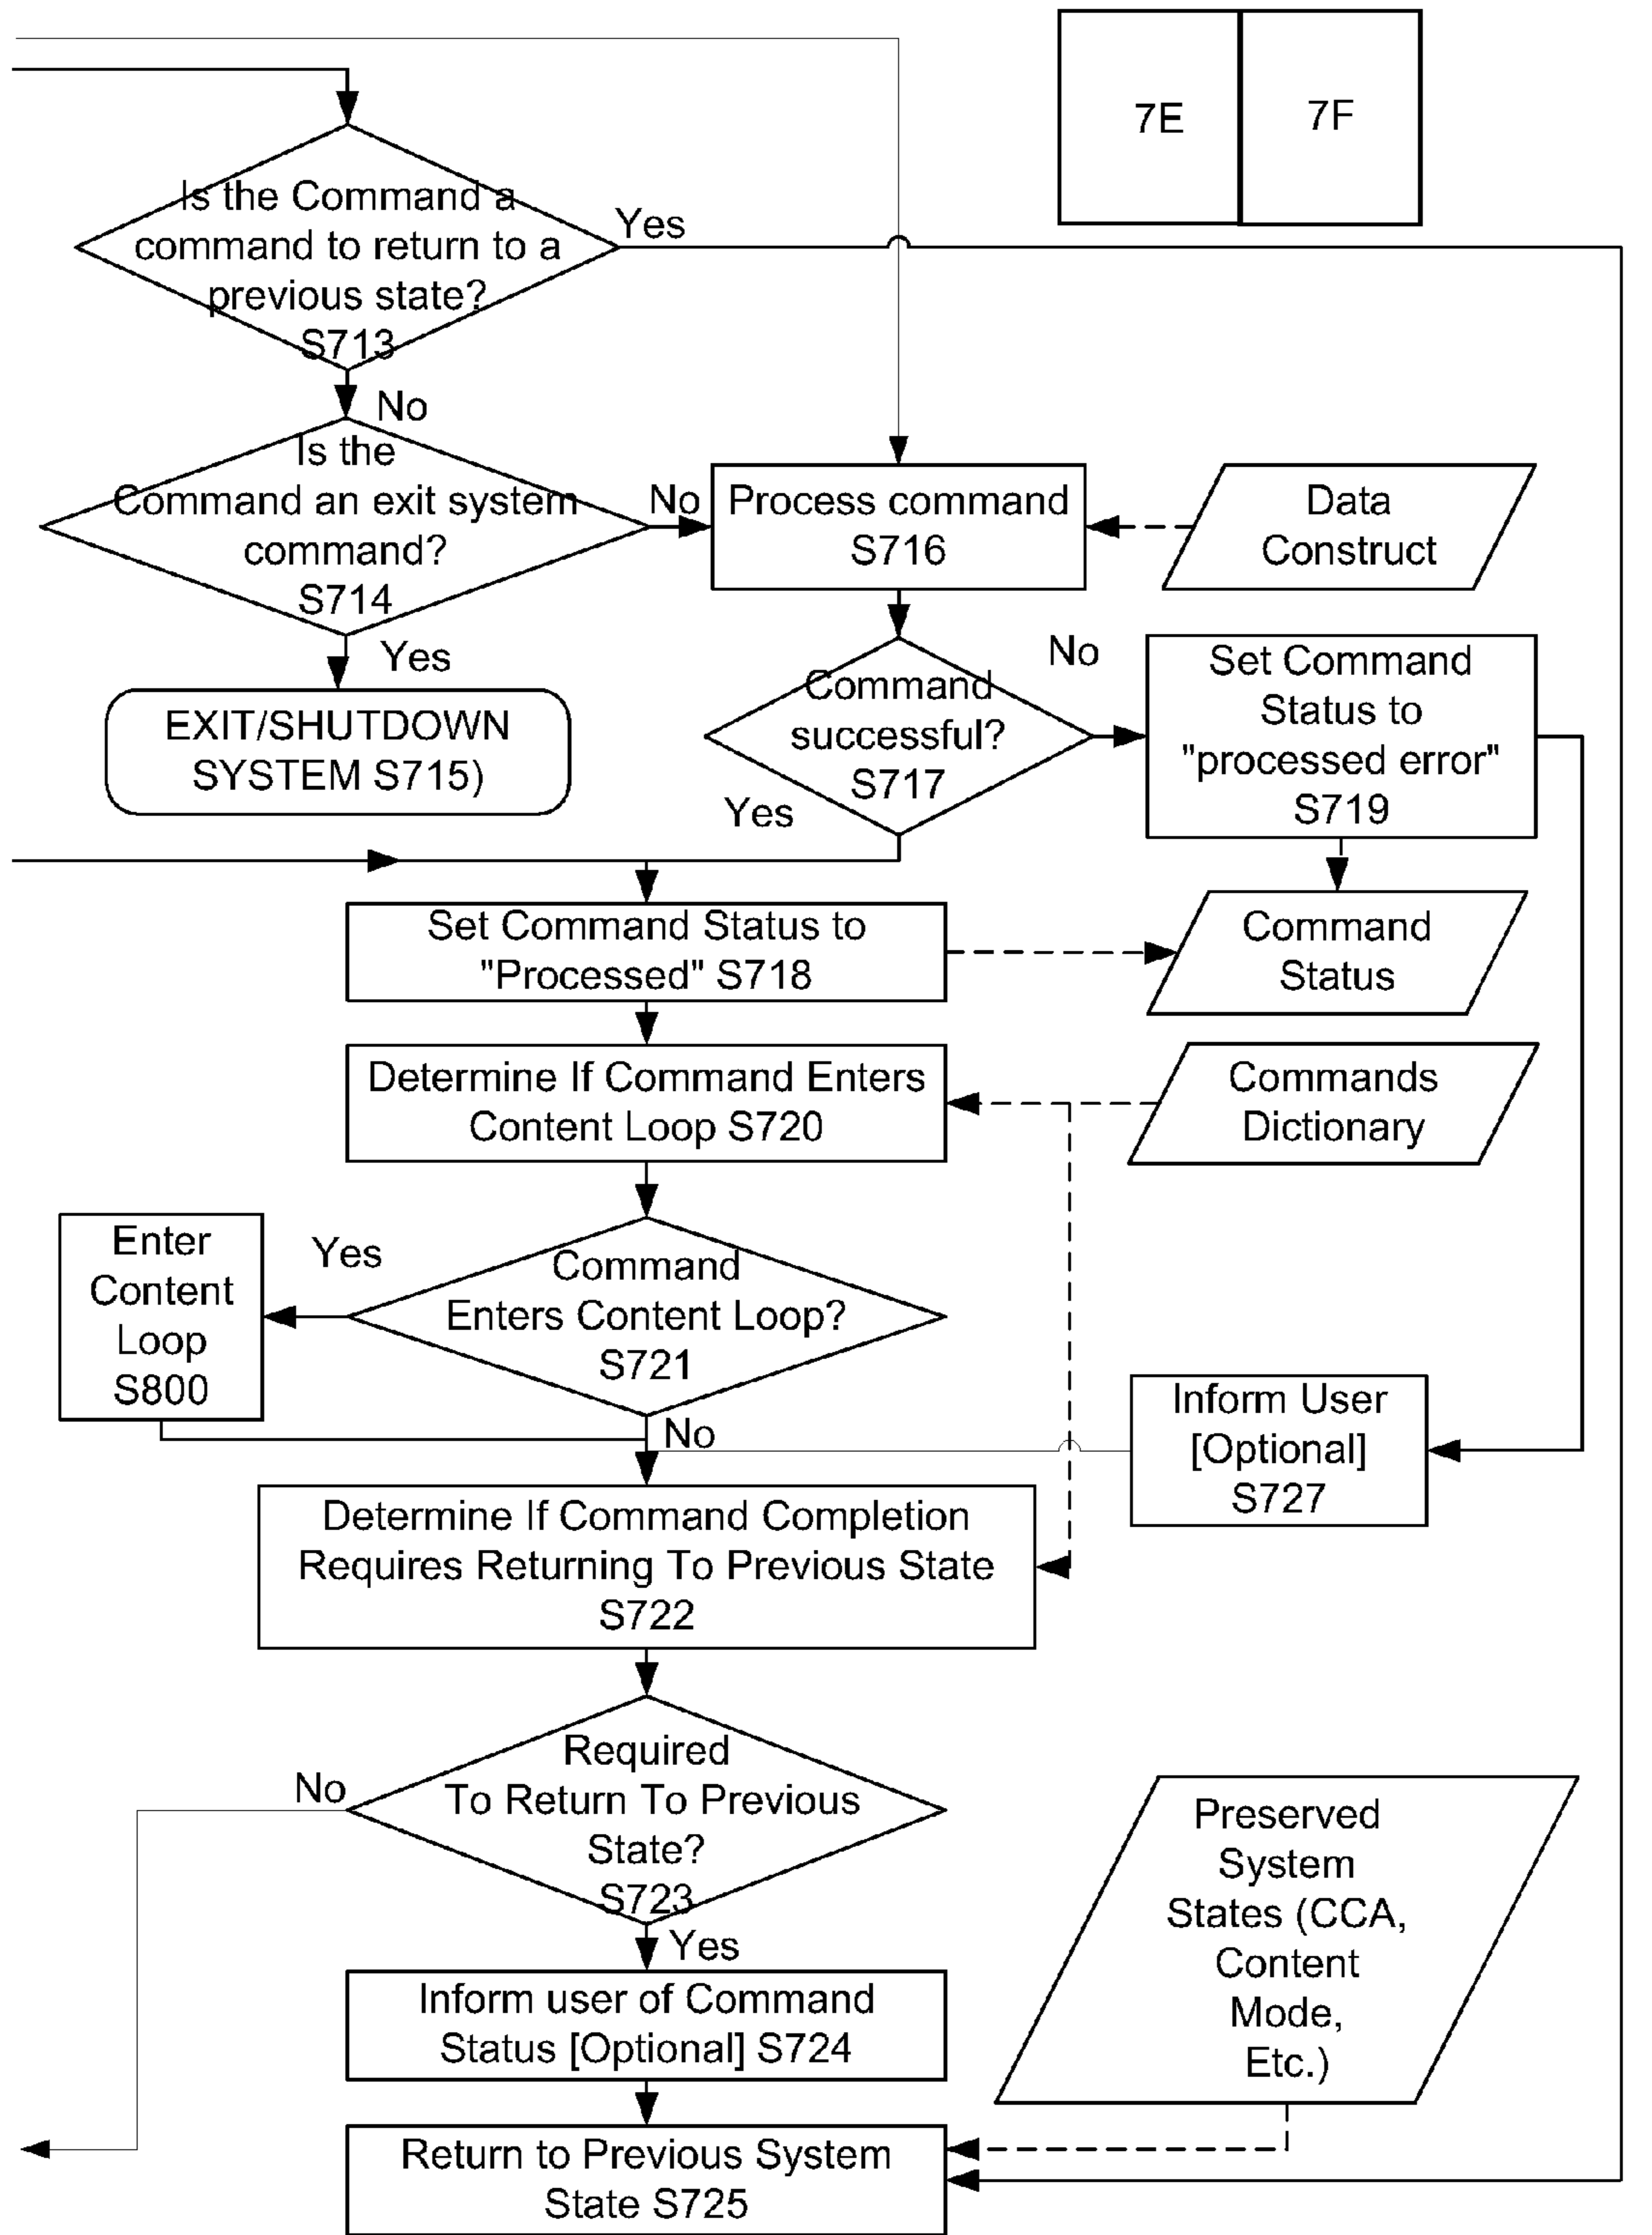 7E
7F
Is the Command a
command to return to a
previous state?
S713
Yes
No
Is the
Command an exit system
command?
S714
No
Process command
S716
Data
Construct
Yes
EXIT/SHUTDOWN
SYSTEM S715)
Command
successful?
S717
No
Yes
Set Command
Status to
"processed error"
S719
Set Command Status to
"Processed" S718
Command
Status
Determine If Command Enters
Content Loop S720
Commands
Dictionary
Enter
Content
Loop
S800
Yes
Command
Enters Content Loop?
S721
No
Inform User
[Optional]
S727
Determine If Command Completion
Requires Returning To Previous State
S722
Required
To Return To Previous
State?
S723
No
Yes
Preserved
System
States (CCA,
Content
Mode,
Etc.)
Inform user of Command
Status [Optional] S724
Return to Previous System
State S725